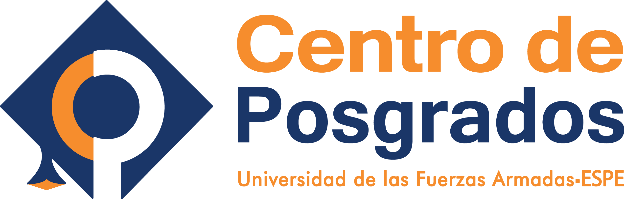 Centro de
Posgrados
Universidad de las Fuerzas Armadas-ESPE